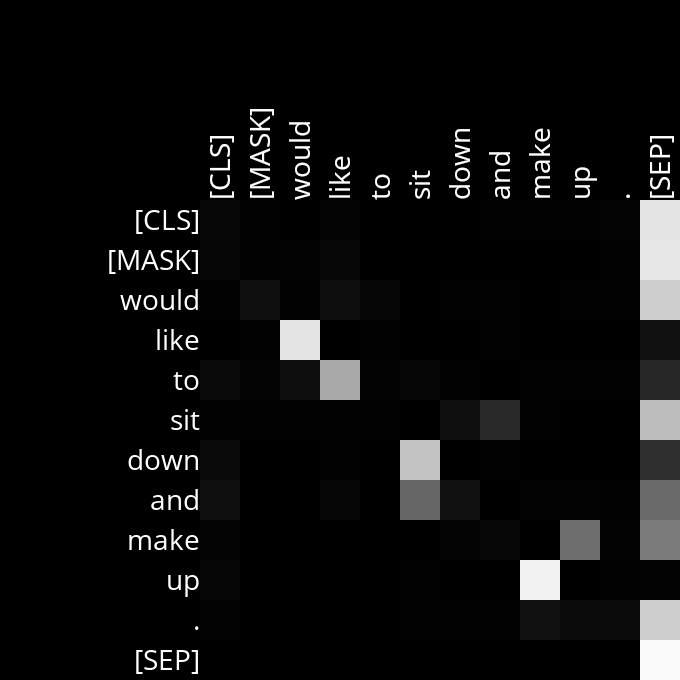 [CLS] [MASK] would like to sit down and make up . [SEP]
[CLS]
[MASK]
would
like
to
sit
down
and
make
up
.
[SEP]